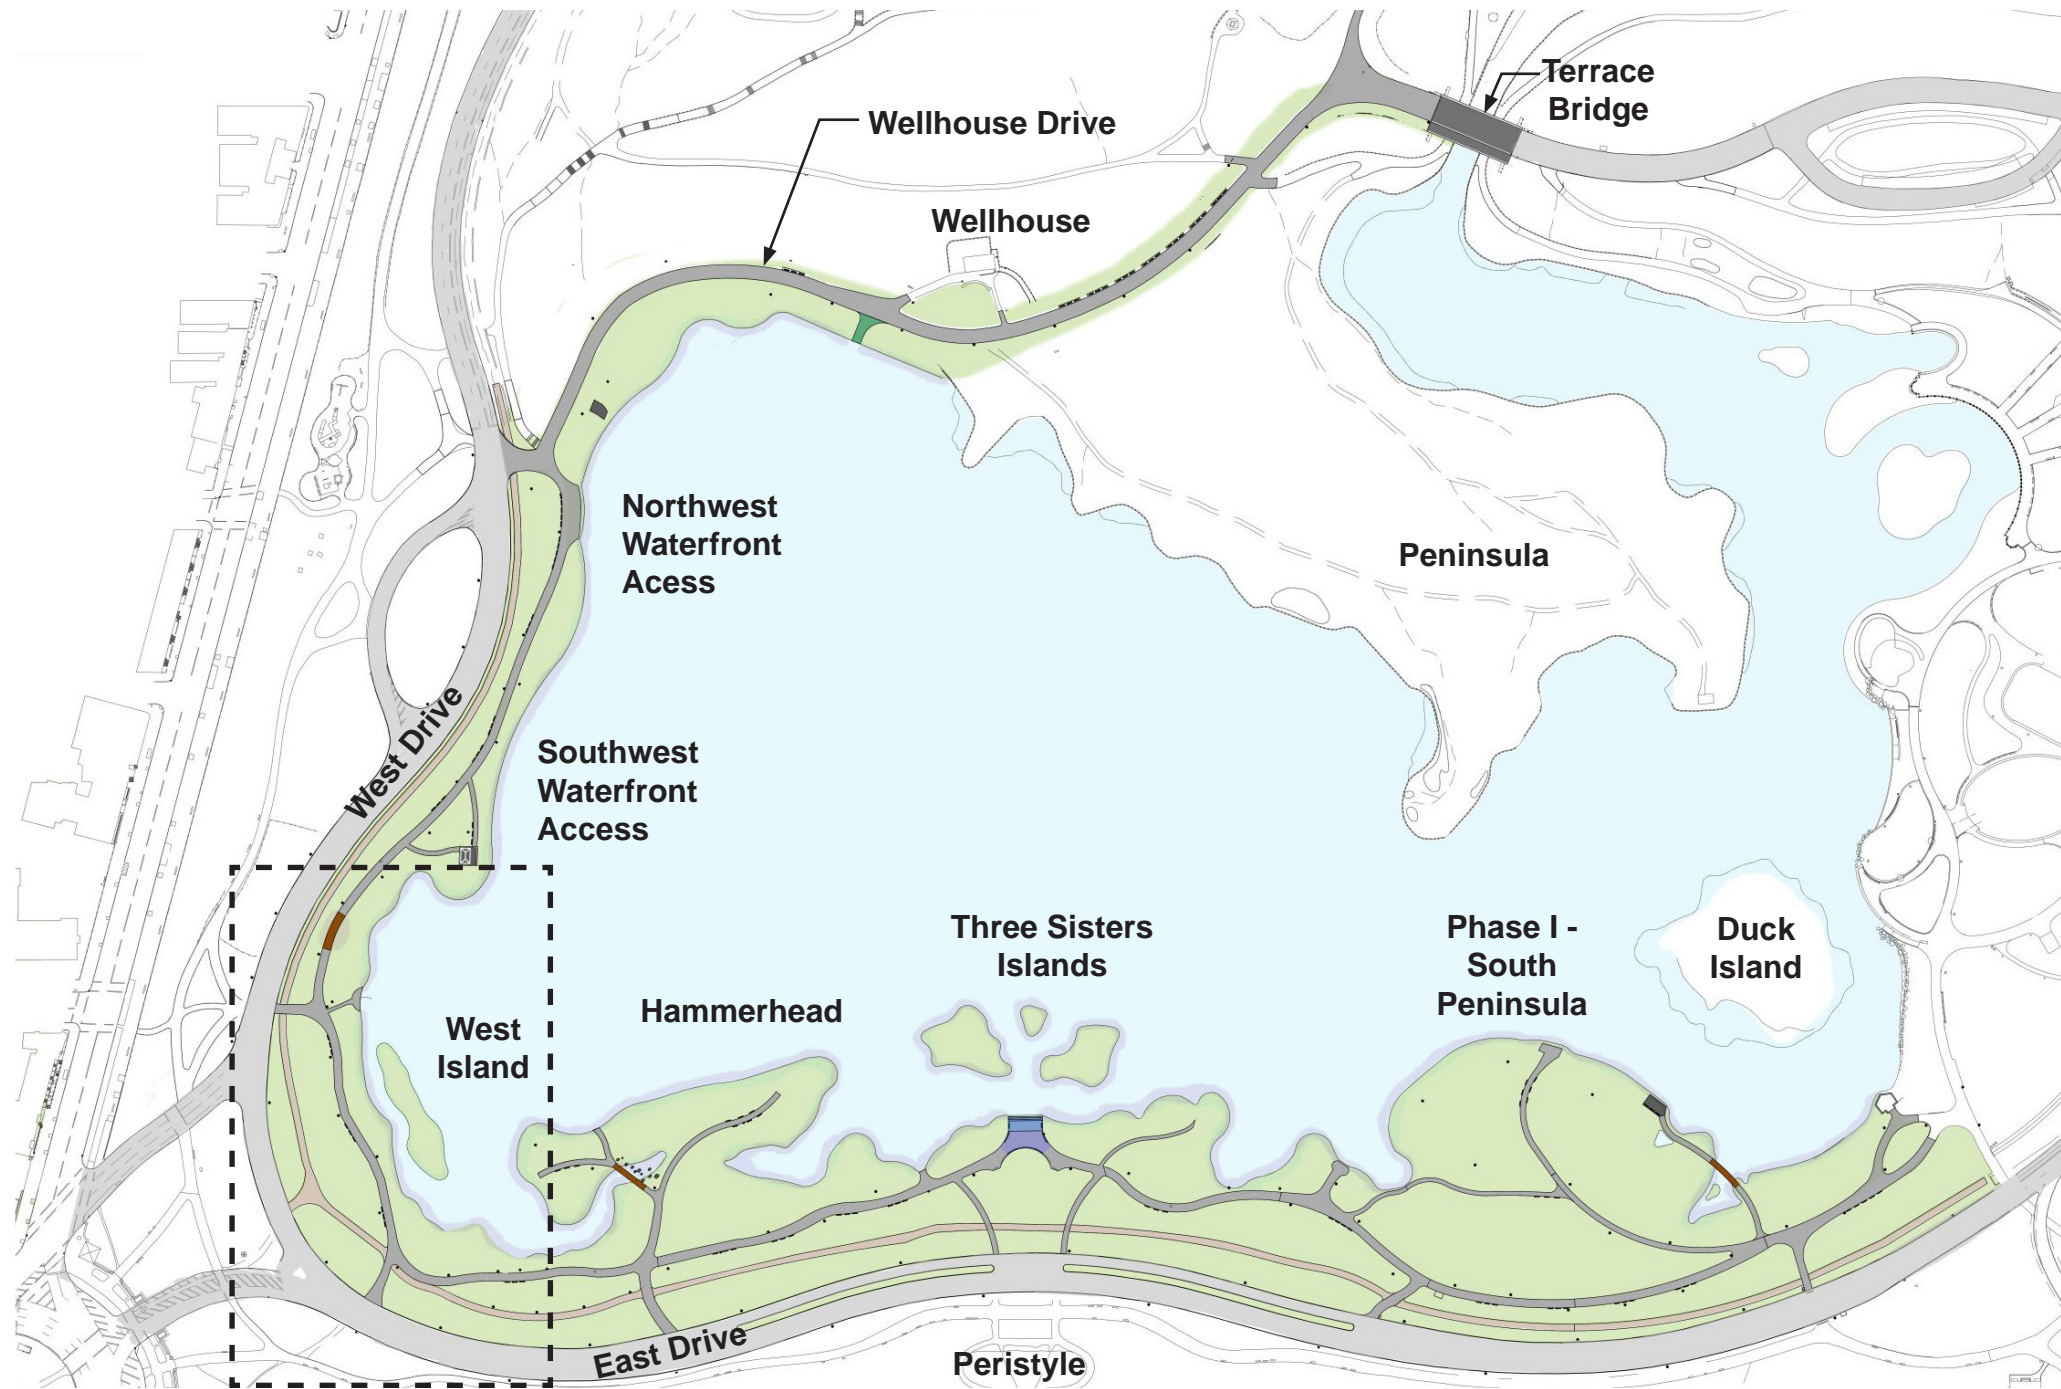 Terrace
Bridge
Wellhouse Drive
Wellhouse
Northwest
Waterfront
Acess
Peninsula
West Drive
Southwest
Waterfront
Access
Three Sisters
Islands
Phase I -
South
Peninsula
Duck
Island
Hammerhead
West
Island
East Drive
Peristyle